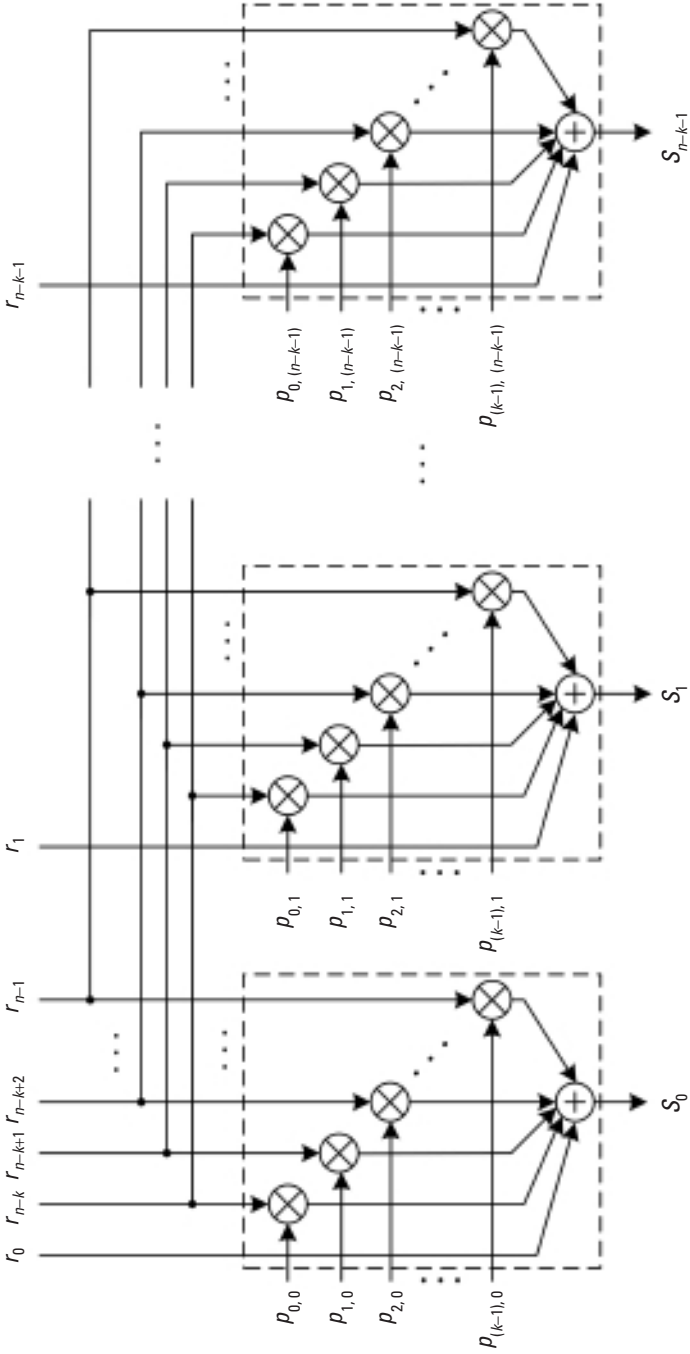 r_0 r_{n-k} r_{n-k+1} r_{n-k+2} ... r_{n-1} r_1 r_{n-k-1}
p_{0, 0}
p_{1, 0}
p_{2, 0}
...
p_{(k-1), 0}
p_{0, 1}
p_{1, 1}
p_{2, 1}
...
p_{(k-1), 1}
p_{0, (n-k-1)}
p_{1, (n-k-1)}
p_{2, (n-k-1)}
...
p_{(k-1), (n-k-1)}
S_0 S_1 S_{n-k-1}